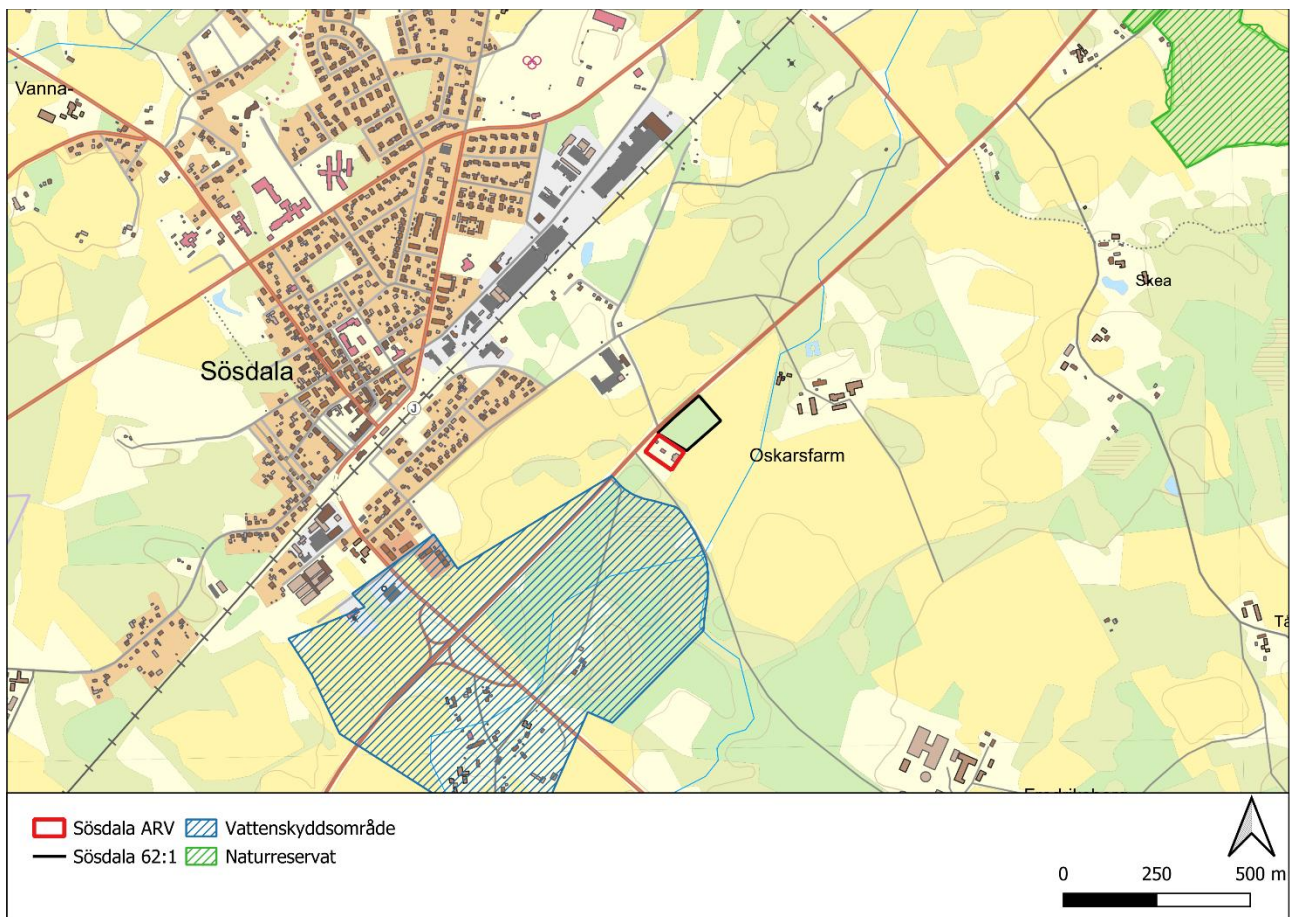 Vanna-
Skea
Sösdala
J
Oskarsfarm
Sösdala ARV
Vattenskyddsområde
Sösdala 62:1
Naturreservat
0
250
500 m